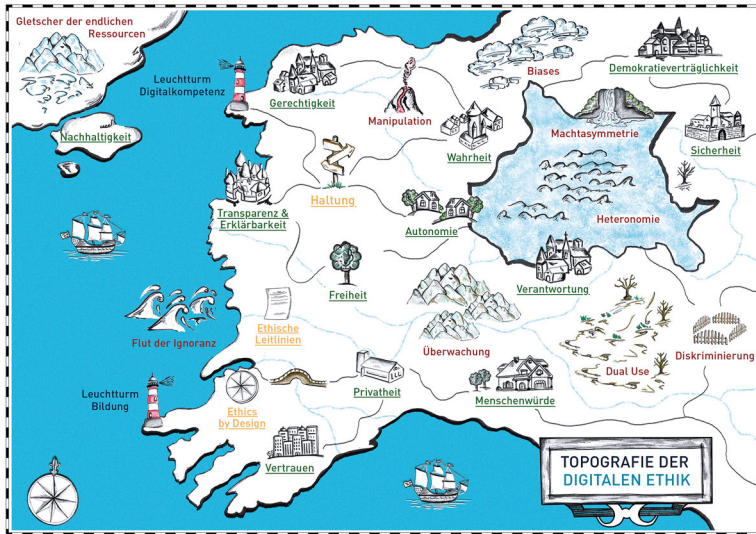 Gletscher der endlichen
Ressourcen
Leuchtturm
Digitalkompetenz
Gerechtigkeit
Manipulation
Biases
Demokratieverträglichkeit
Nachhaltigkeit
Wahrheit
Machtasymmetrie
Sicherheit
Transparenz &
Erklärbarkeit
Haltung
Autonomie
Heteronomie
Freiheit
Verantwortung
Flut der Ignoranz
Ethische
Leitlinien
Überwachung
Dual Use
Diskriminierung
Leuchtturm
Bildung
Ethics
by Design
Privatheit
Menschenwürde
Vertrauen
TOPOGRAFIE DER
DIGITALEN ETHIK